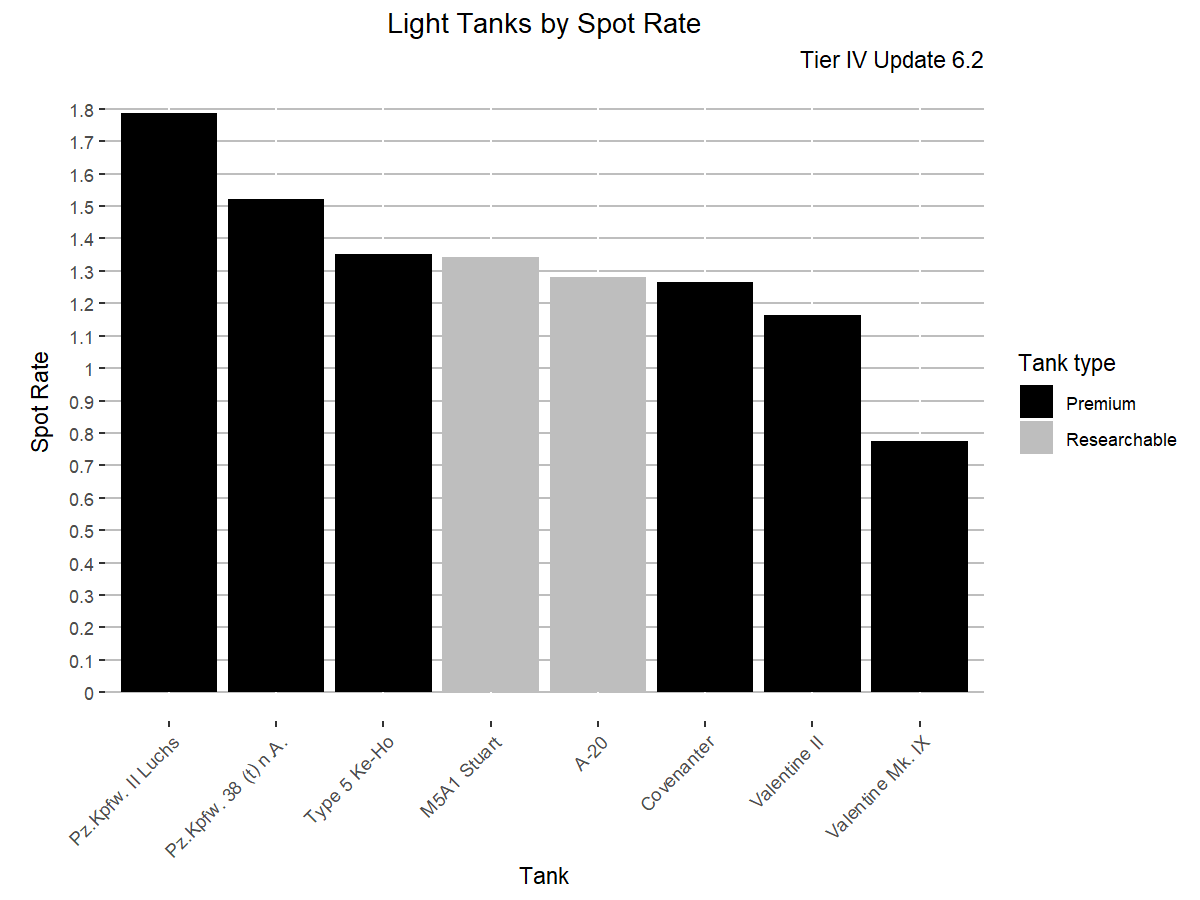 Light Tanks by Spot Rate
Tier IV Update 6.2
1.8
1.7
1.6
1.5
1.4
1.3
1.2
1.1
1
0.9
0.8
0.7
0.6
0.5
0.4
0.3
0.2
0.1
0
Spot Rate
Pz.Kpfw. II Luchs
Pz.Kpfw. 38 (t) n A.
Type 5 Ke-Ho
M5A1 Stuart
A-20
Covenanter
Valentine II
Valentine Mk. IX
Tank
Tank type
Premium
Researchable